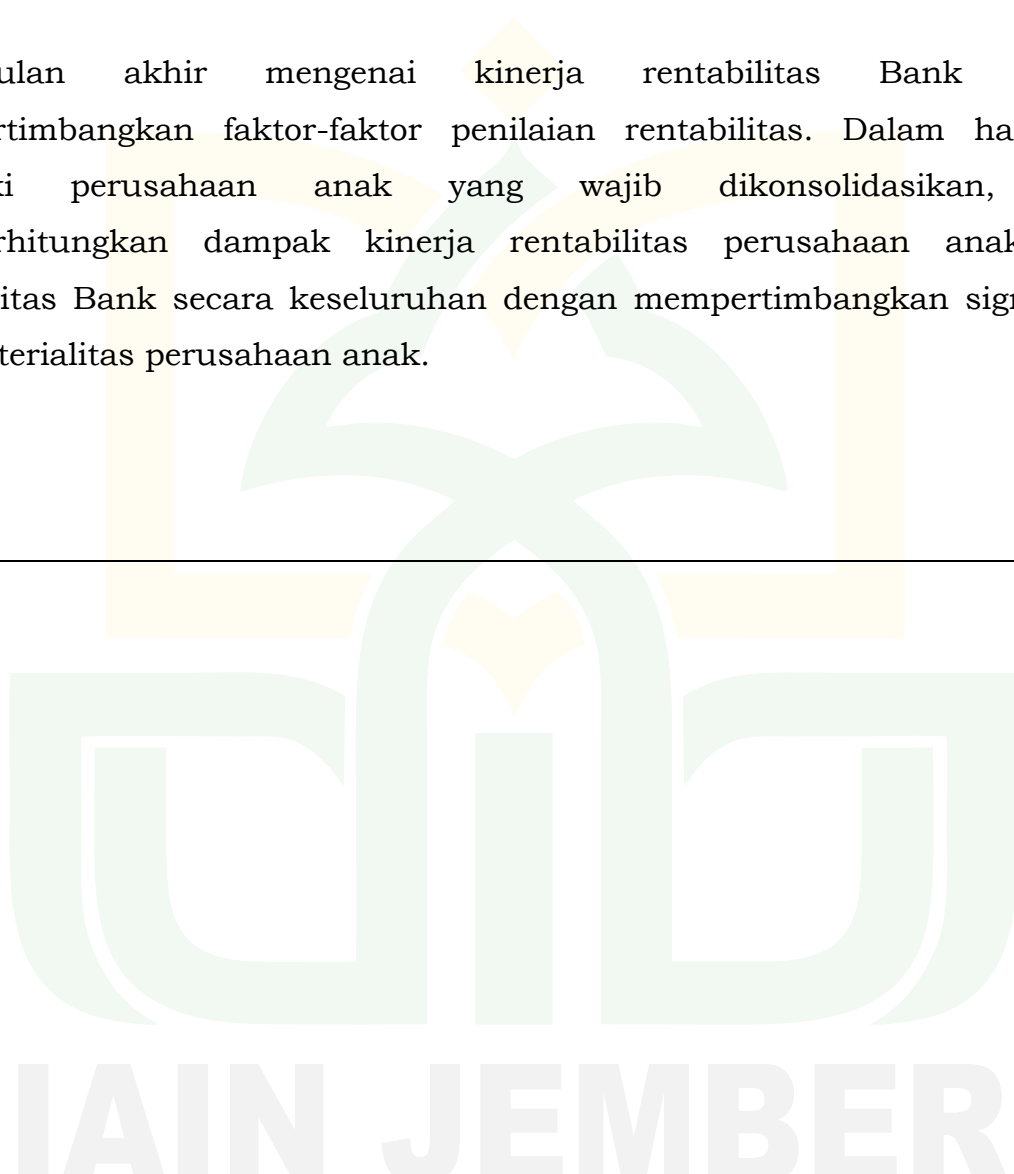 ulan akhir mengenai kinerja rentabilitas Bank
rtimbangkan faktor-faktor penilaian rentabilitas. Dalam ha
ki perusahaan anak yang wajib dikonsolidasikan,
rhitungkan dampak kinerja rentabilitas perusahaan anak
itas Bank secara keseluruhan dengan mempertimbangkan sign
terialitas perusahaan anak.
IAIN JEMBER